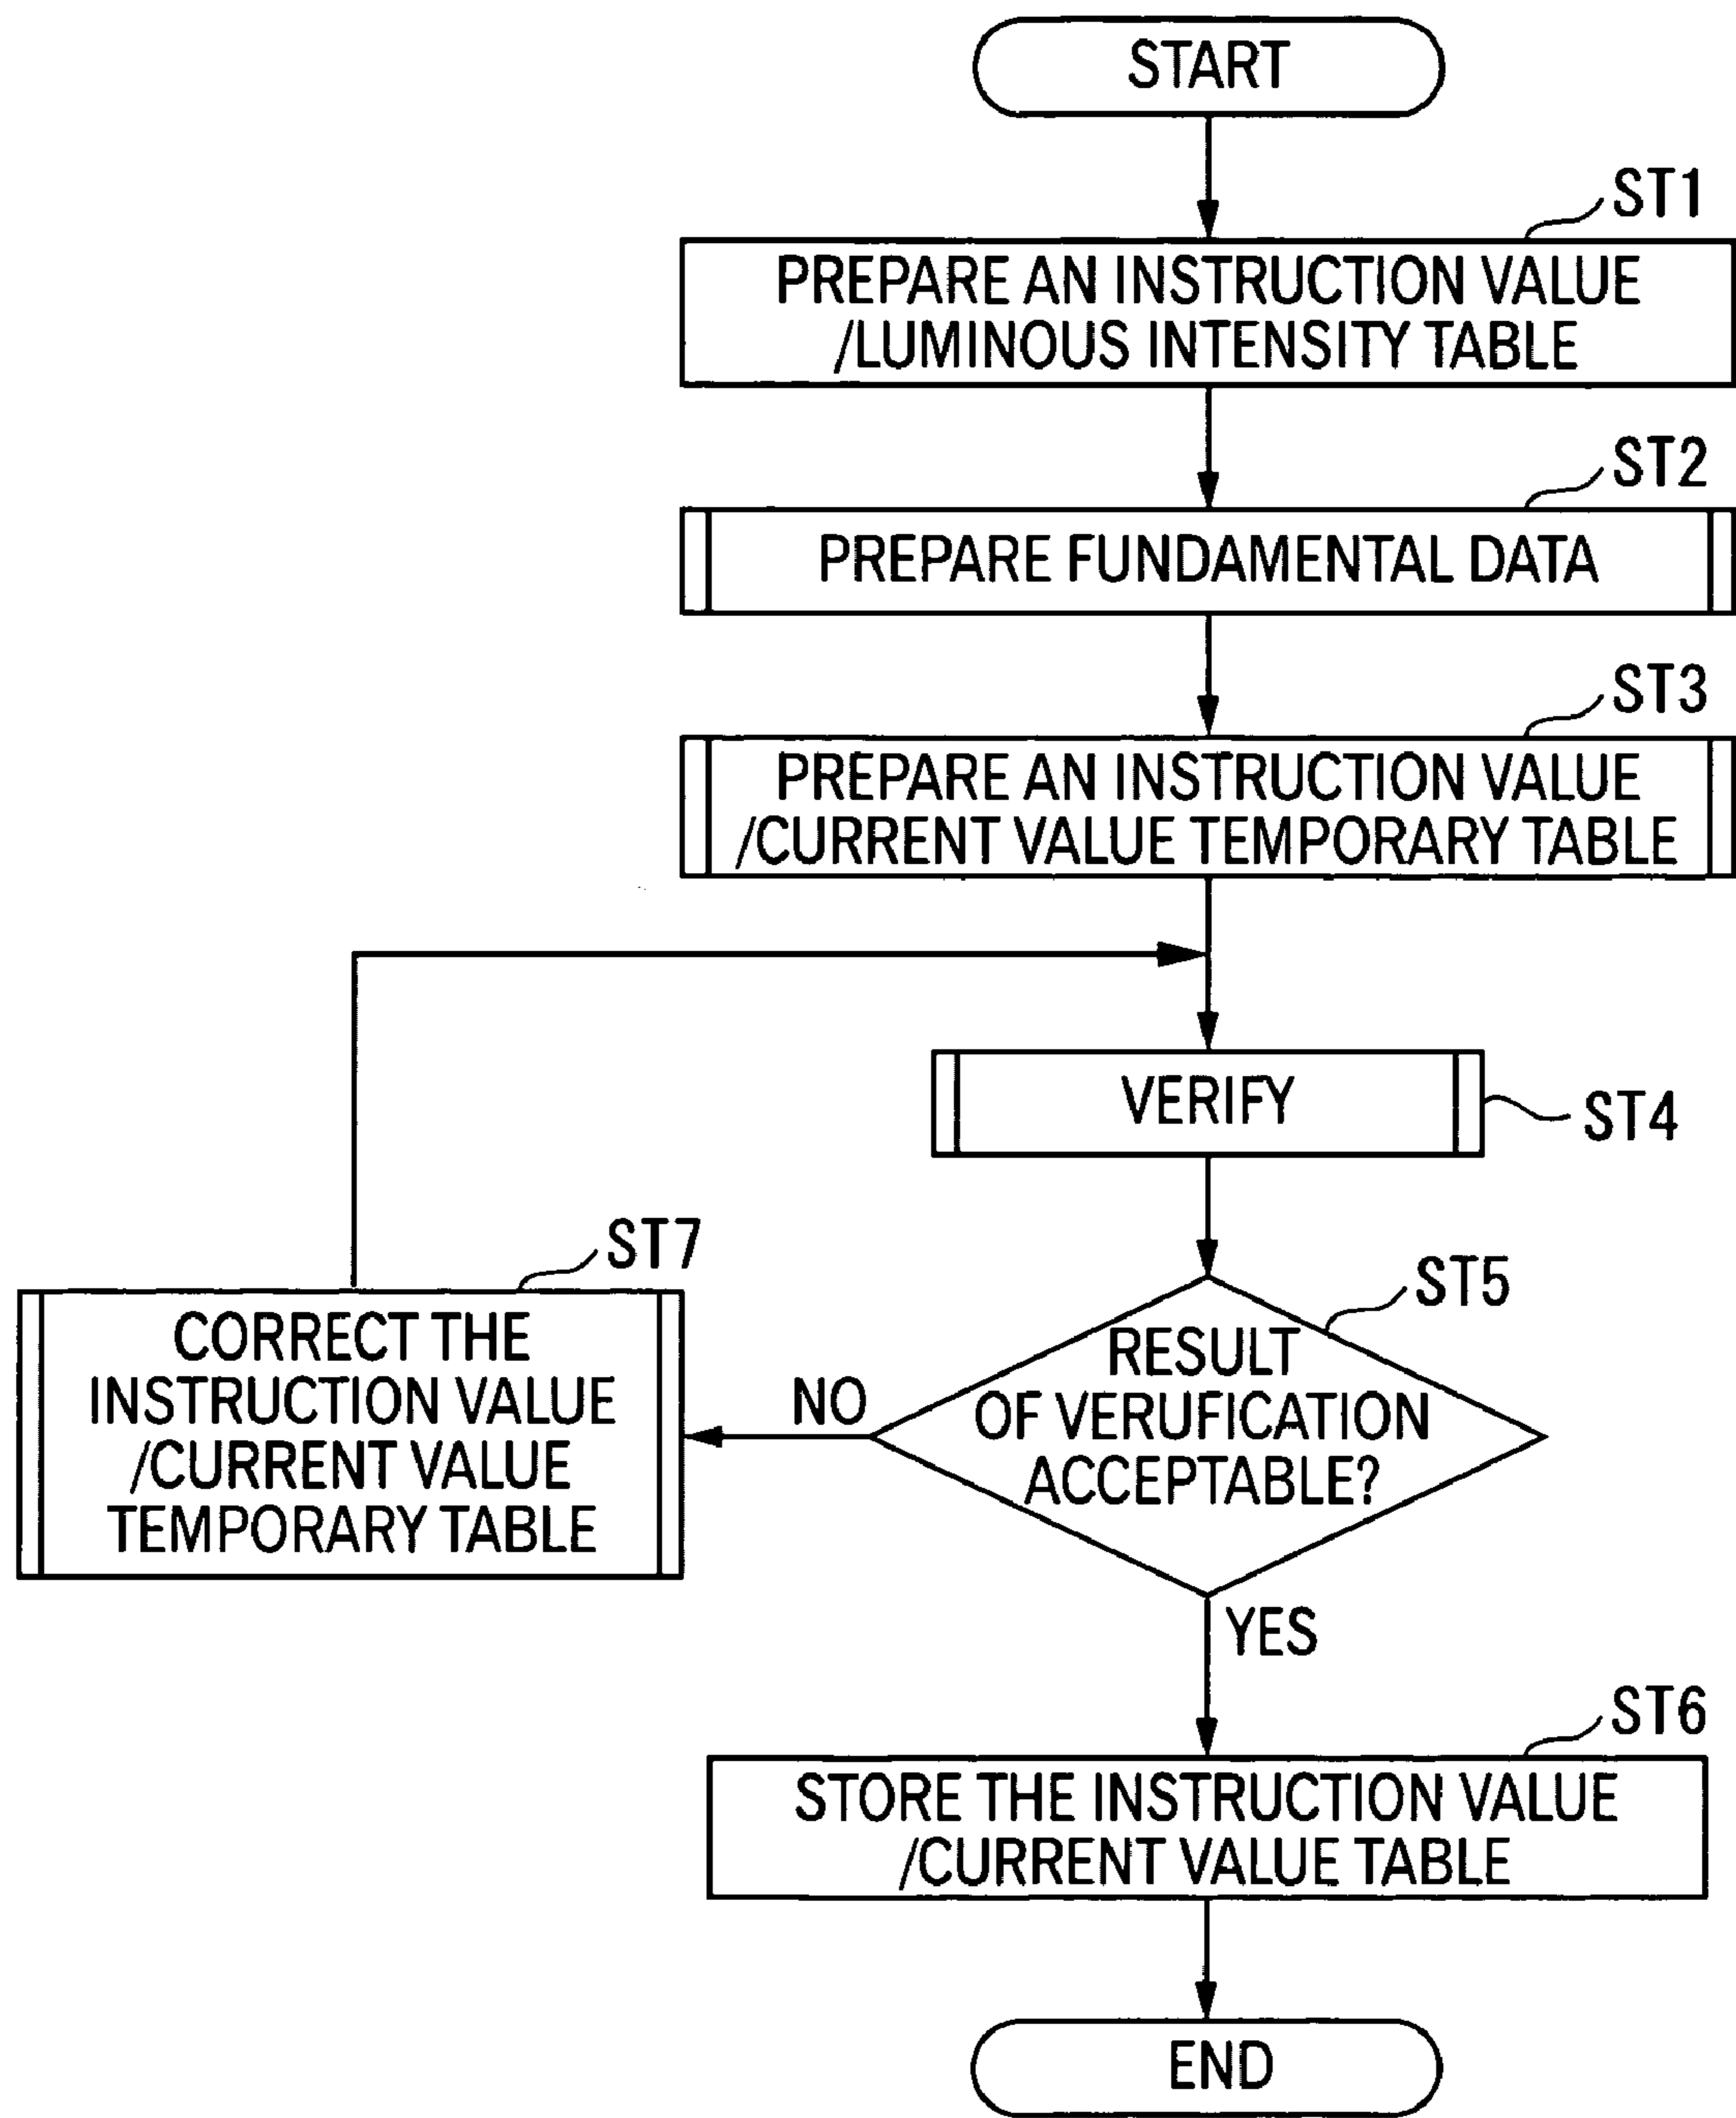 START
ST1
PREPARE AN INSTRUCTION VALUE
/LUMINOUS INTENSITY TABLE
ST2
PREPARE FUNDAMENTAL DATA
ST3
PREPARE AN INSTRUCTION VALUE
/CURRENT VALUE TEMPORARY TABLE
VERIFY
ST4
ST7
CORRECT THE
INSTRUCTION VALUE
/CURRENT VALUE
TEMPORARY TABLE
NO
ST5
RESULT
OF VERUFICATION
ACCEPTABLE?
YES
ST6
STORE THE INSTRUCTION VALUE
/CURRENT VALUE TABLE
END